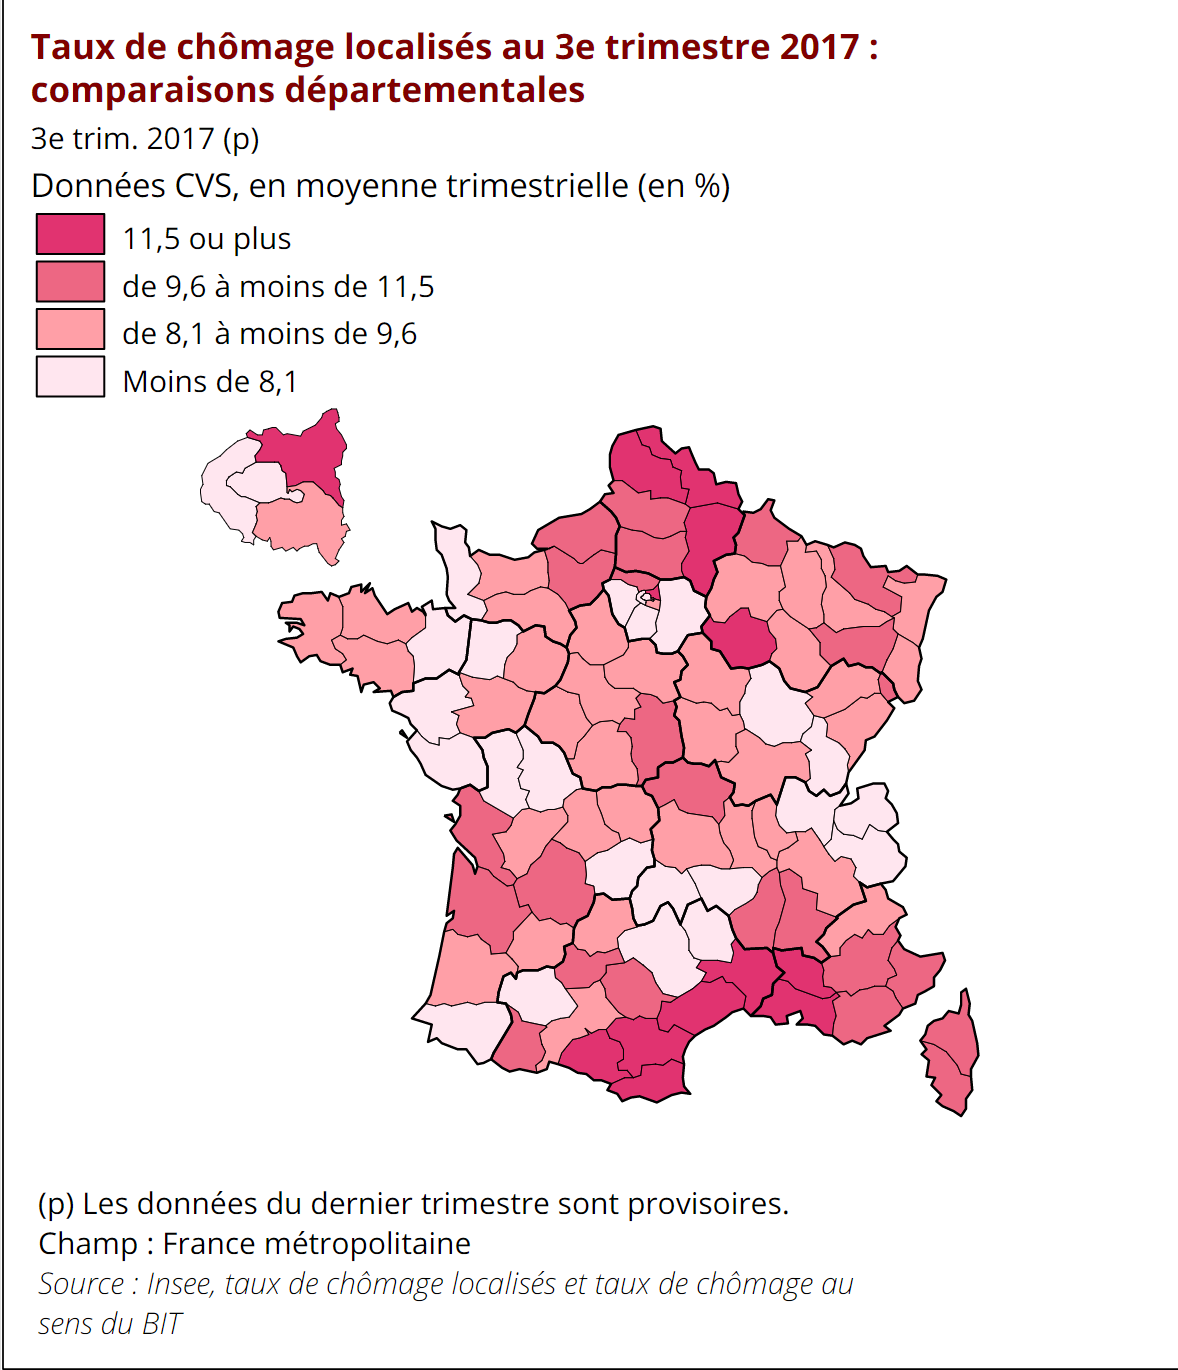 Taux de chômage localisés au 3e trimestre 2017 :
comparaisons départementales
3e trim. 2017 (p)
Données CVS, en moyenne trimestrielle (en %)
11,5 ou plus
de 9,6 à moins de 11,5
de 8,1 à moins de 9,6
Moins de 8,1
(p) Les données du dernier trimestre sont provisoires.
Champ : France métropolitaine
Source : Insee, taux de chômage localisés et taux de chômage au
sens du BIT